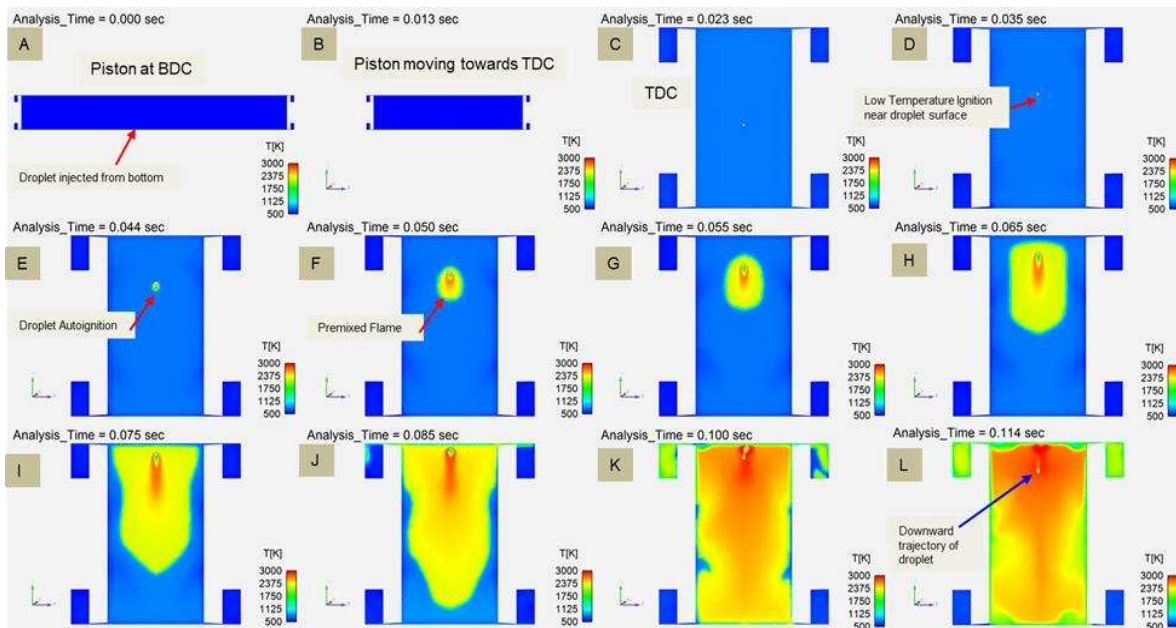 Analysis_Time = 0.000 sec
A
Piston at BDC
Droplet injected from bottom
T[K]
3000
2375
1750
1125
500
Analysis_Time = 0.013 sec
B
Piston moving towards TDC
T[K]
3000
2375
1750
1125
500
Analysis_Time = 0.023 sec
C
TDC
T[K]
3000
2375
1750
1125
500
Analysis_Time = 0.035 sec
D
Low Temperature Ignition
near droplet surface
T[K]
3000
2375
1750
1125
500
Analysis_Time = 0.044 sec
E
Droplet Autoignition
T[K]
3000
2375
1750
1125
500
Analysis_Time = 0.050 sec
F
Premixed Flame
T[K]
3000
2375
1750
1125
500
Analysis_Time = 0.055 sec
G
T[K]
3000
2375
1750
1125
500
Analysis_Time = 0.065 sec
H
T[K]
3000
2375
1750
1125
500
Analysis_Time = 0.075 sec
I
T[K]
3000
2375
1750
1125
500
Analysis_Time = 0.085 sec
J
T[K]
3000
2375
1750
1125
500
Analysis_Time = 0.100 sec
K
T[K]
3000
2375
1750
1125
500
Analysis_Time = 0.114 sec
L
Downward
trajectory of
droplet
T[K]
3000
2375
1750
1125
500